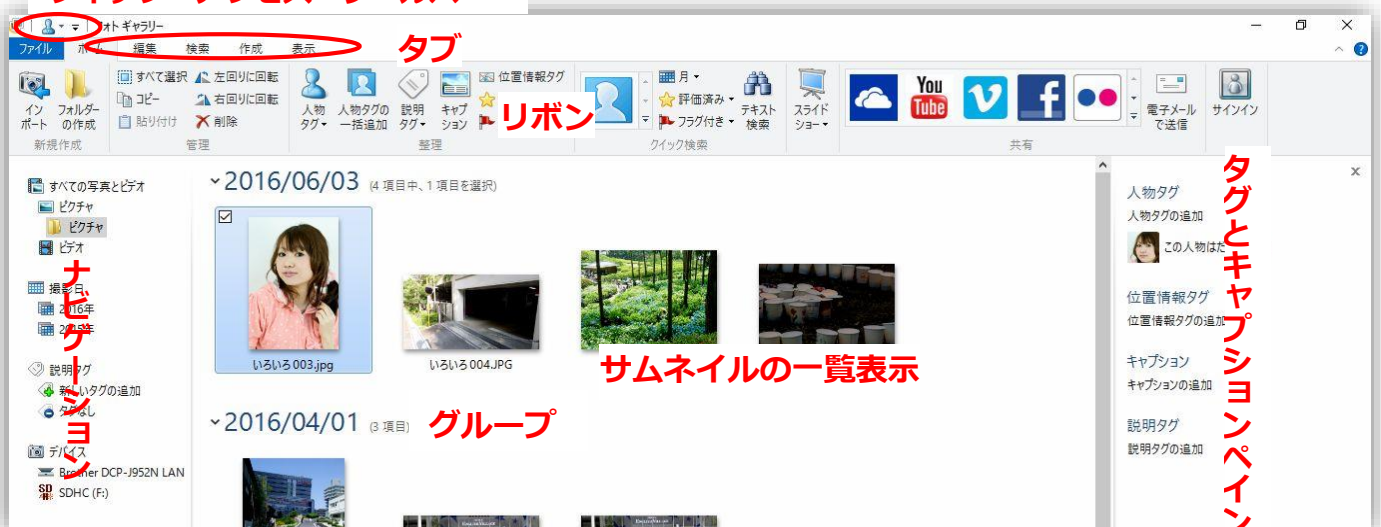 フォト ギャラリー
ファイル ホーム 編集 検索 作成 表示
タブ
インポート
フォルダーの作成
新規作成
すべて選択
コピー
貼り付け
左回りに回転
右回りに回転
削除
管理
人物タグ
人物タグの一括追加
説明タグ
キャプション
位置情報タグ
整理
リボン
月
評価済み
フラグ付き
テキスト検索
クイック検索
スライドショー
You Tube
共有
電子メールで送信
サインイン
すべての写真とビデオ
ピクチャ
ピクチャ
ビデオ
撮影日
2016年
2015年
説明タグ
新しいタグの追加
タグなし
デバイス
Brother DCP-J952N LAN
SDHC (F:)
ナビゲーション
2016/06/03 (4 項目中、1 項目を選択)
いろいろ 003.jpg
いろいろ 004.JPG
サムネイルの一覧表示
2016/04/01 (3 項目)
グループ
人物タグ
人物タグの追加
この人物はだ
位置情報タグ
位置情報タグの追加
キャプション
キャプションの追加
説明タグ
説明タグの追加
タグとキャプションペイン